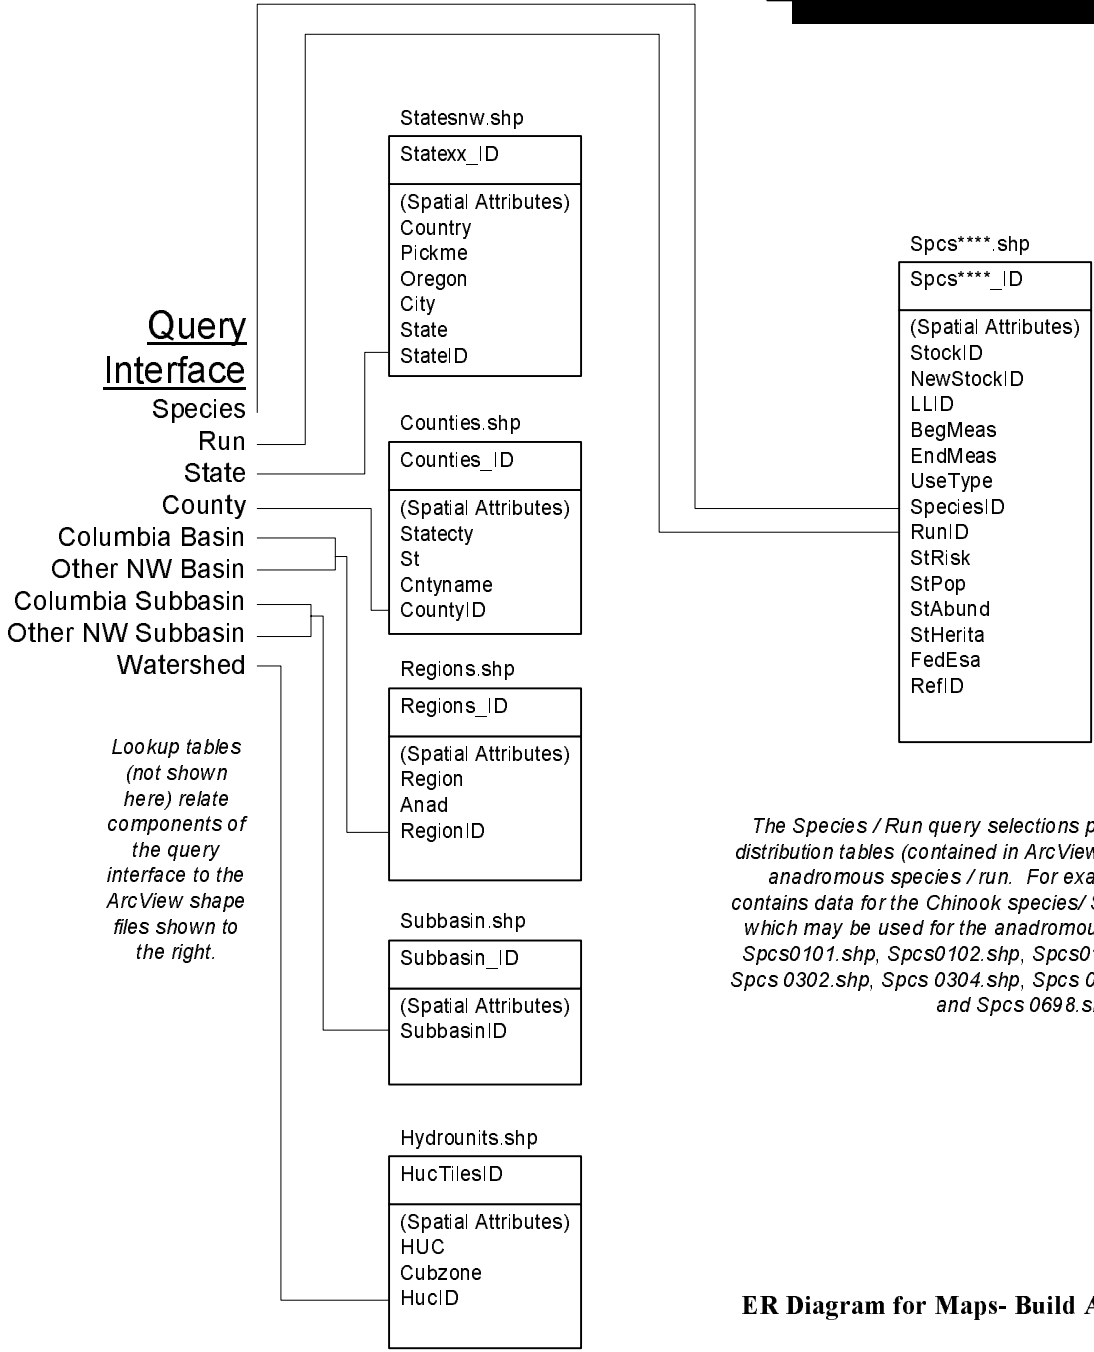 Statesnw.shp
Statexx_ID
(Spatial Attributes)
Country
Pickme
Oregon
City
State
StateID
Query
Interface
Species
Run
State
County
Columbia Basin
Other NW Basin
Columbia Subbasin
Other NW Subbasin
Watershed
Lookup tables
(not shown
here) relate
components of
the query
interface to the
ArcView shape
files shown to
the right.
Counties.shp
Counties_ID
(Spatial Attributes)
Statecty
St
Cntyname
CountyID
Regions.shp
Regions_ID
(Spatial Attributes)
Region
Anad
RegionID
Subbasin.shp
Subbasin_ID
(Spatial Attributes)
SubbasinID
Hydrounits.shp
HucTilesID
(Spatial Attributes)
HUC
Cubzone
HucID
Spcs****.shp
Spcs****_ID
(Spatial Attributes)
StockID
NewStockID
LLID
BegMeas
EndMeas
UseType
SpeciesID
RunID
StRisk
StPop
StAbund
StHerita
FedEsa
RefID
The Species / Run query selections p
distribution tables (contained in ArcView
anadromous species / run. For exa
contains data for the Chinook species/ S
which may be used for the anadromou
Spcs0101.shp, Spcs0102.shp, Spcs01
Spcs 0302.shp, Spcs 0304.shp, Spcs 0
and Spcs 0698.s
ER Diagram for Maps- Build A